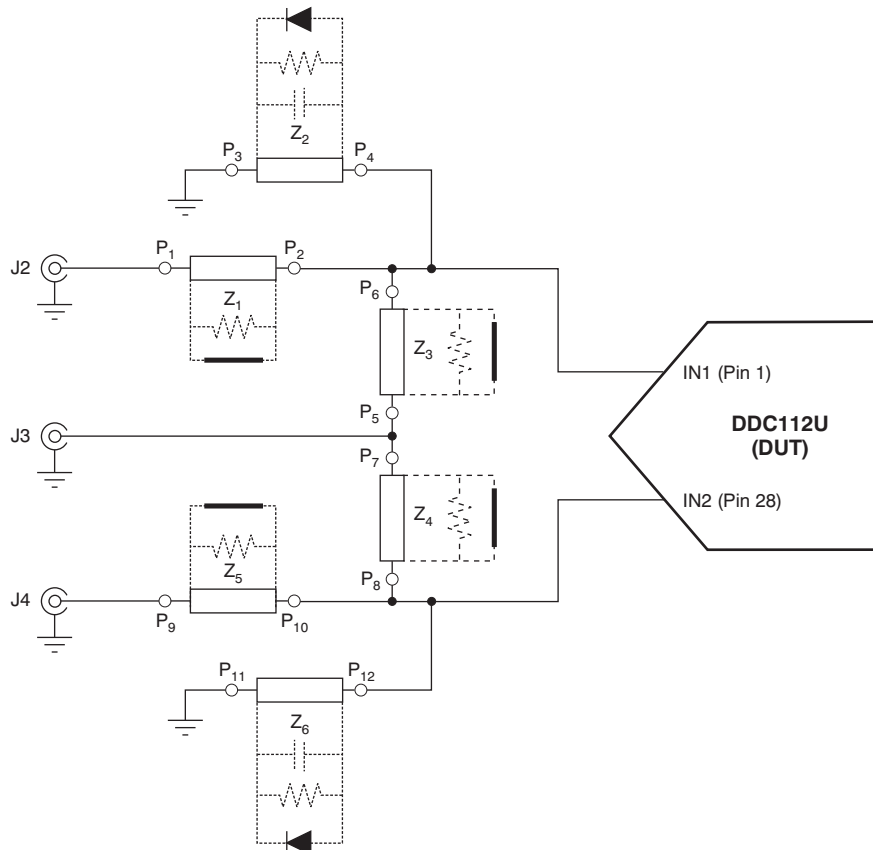 Z₂
P₃ P₄
J2
P₁ P₂
Z₁
P₆
Z₃
IN1 (Pin 1)
P₅
DDC112U
(DUT)
J3
P₇
Z₄
IN2 (Pin 28)
Z₅
P₈
J4
P₉ P₁₀
P₁₁ P₁₂
Z₆